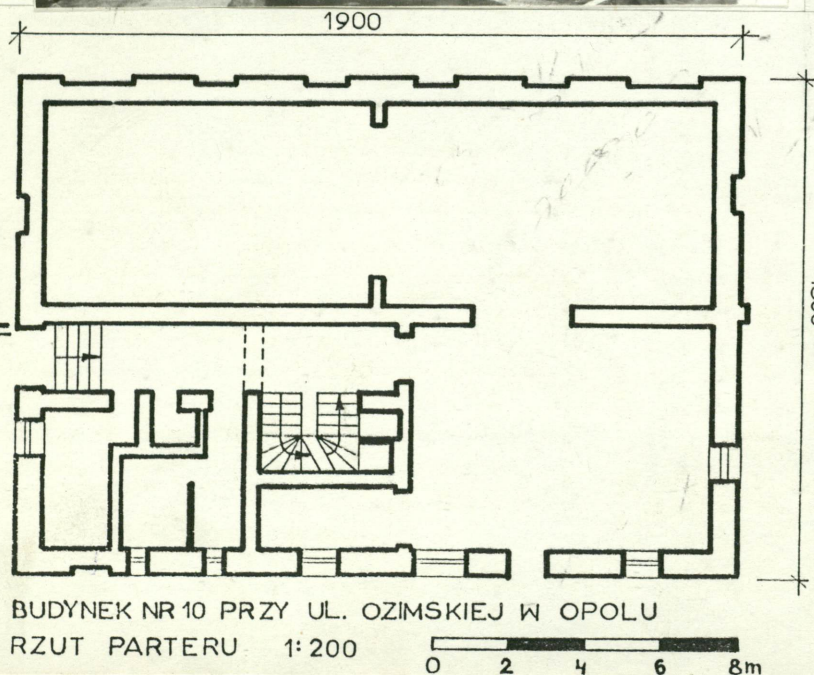 1900
BUDYNEK NR 10 PRZY UL. OZIMSKIEJ W OPOLU
RZUT PARTERU 1:200
0 2 4 6 8m